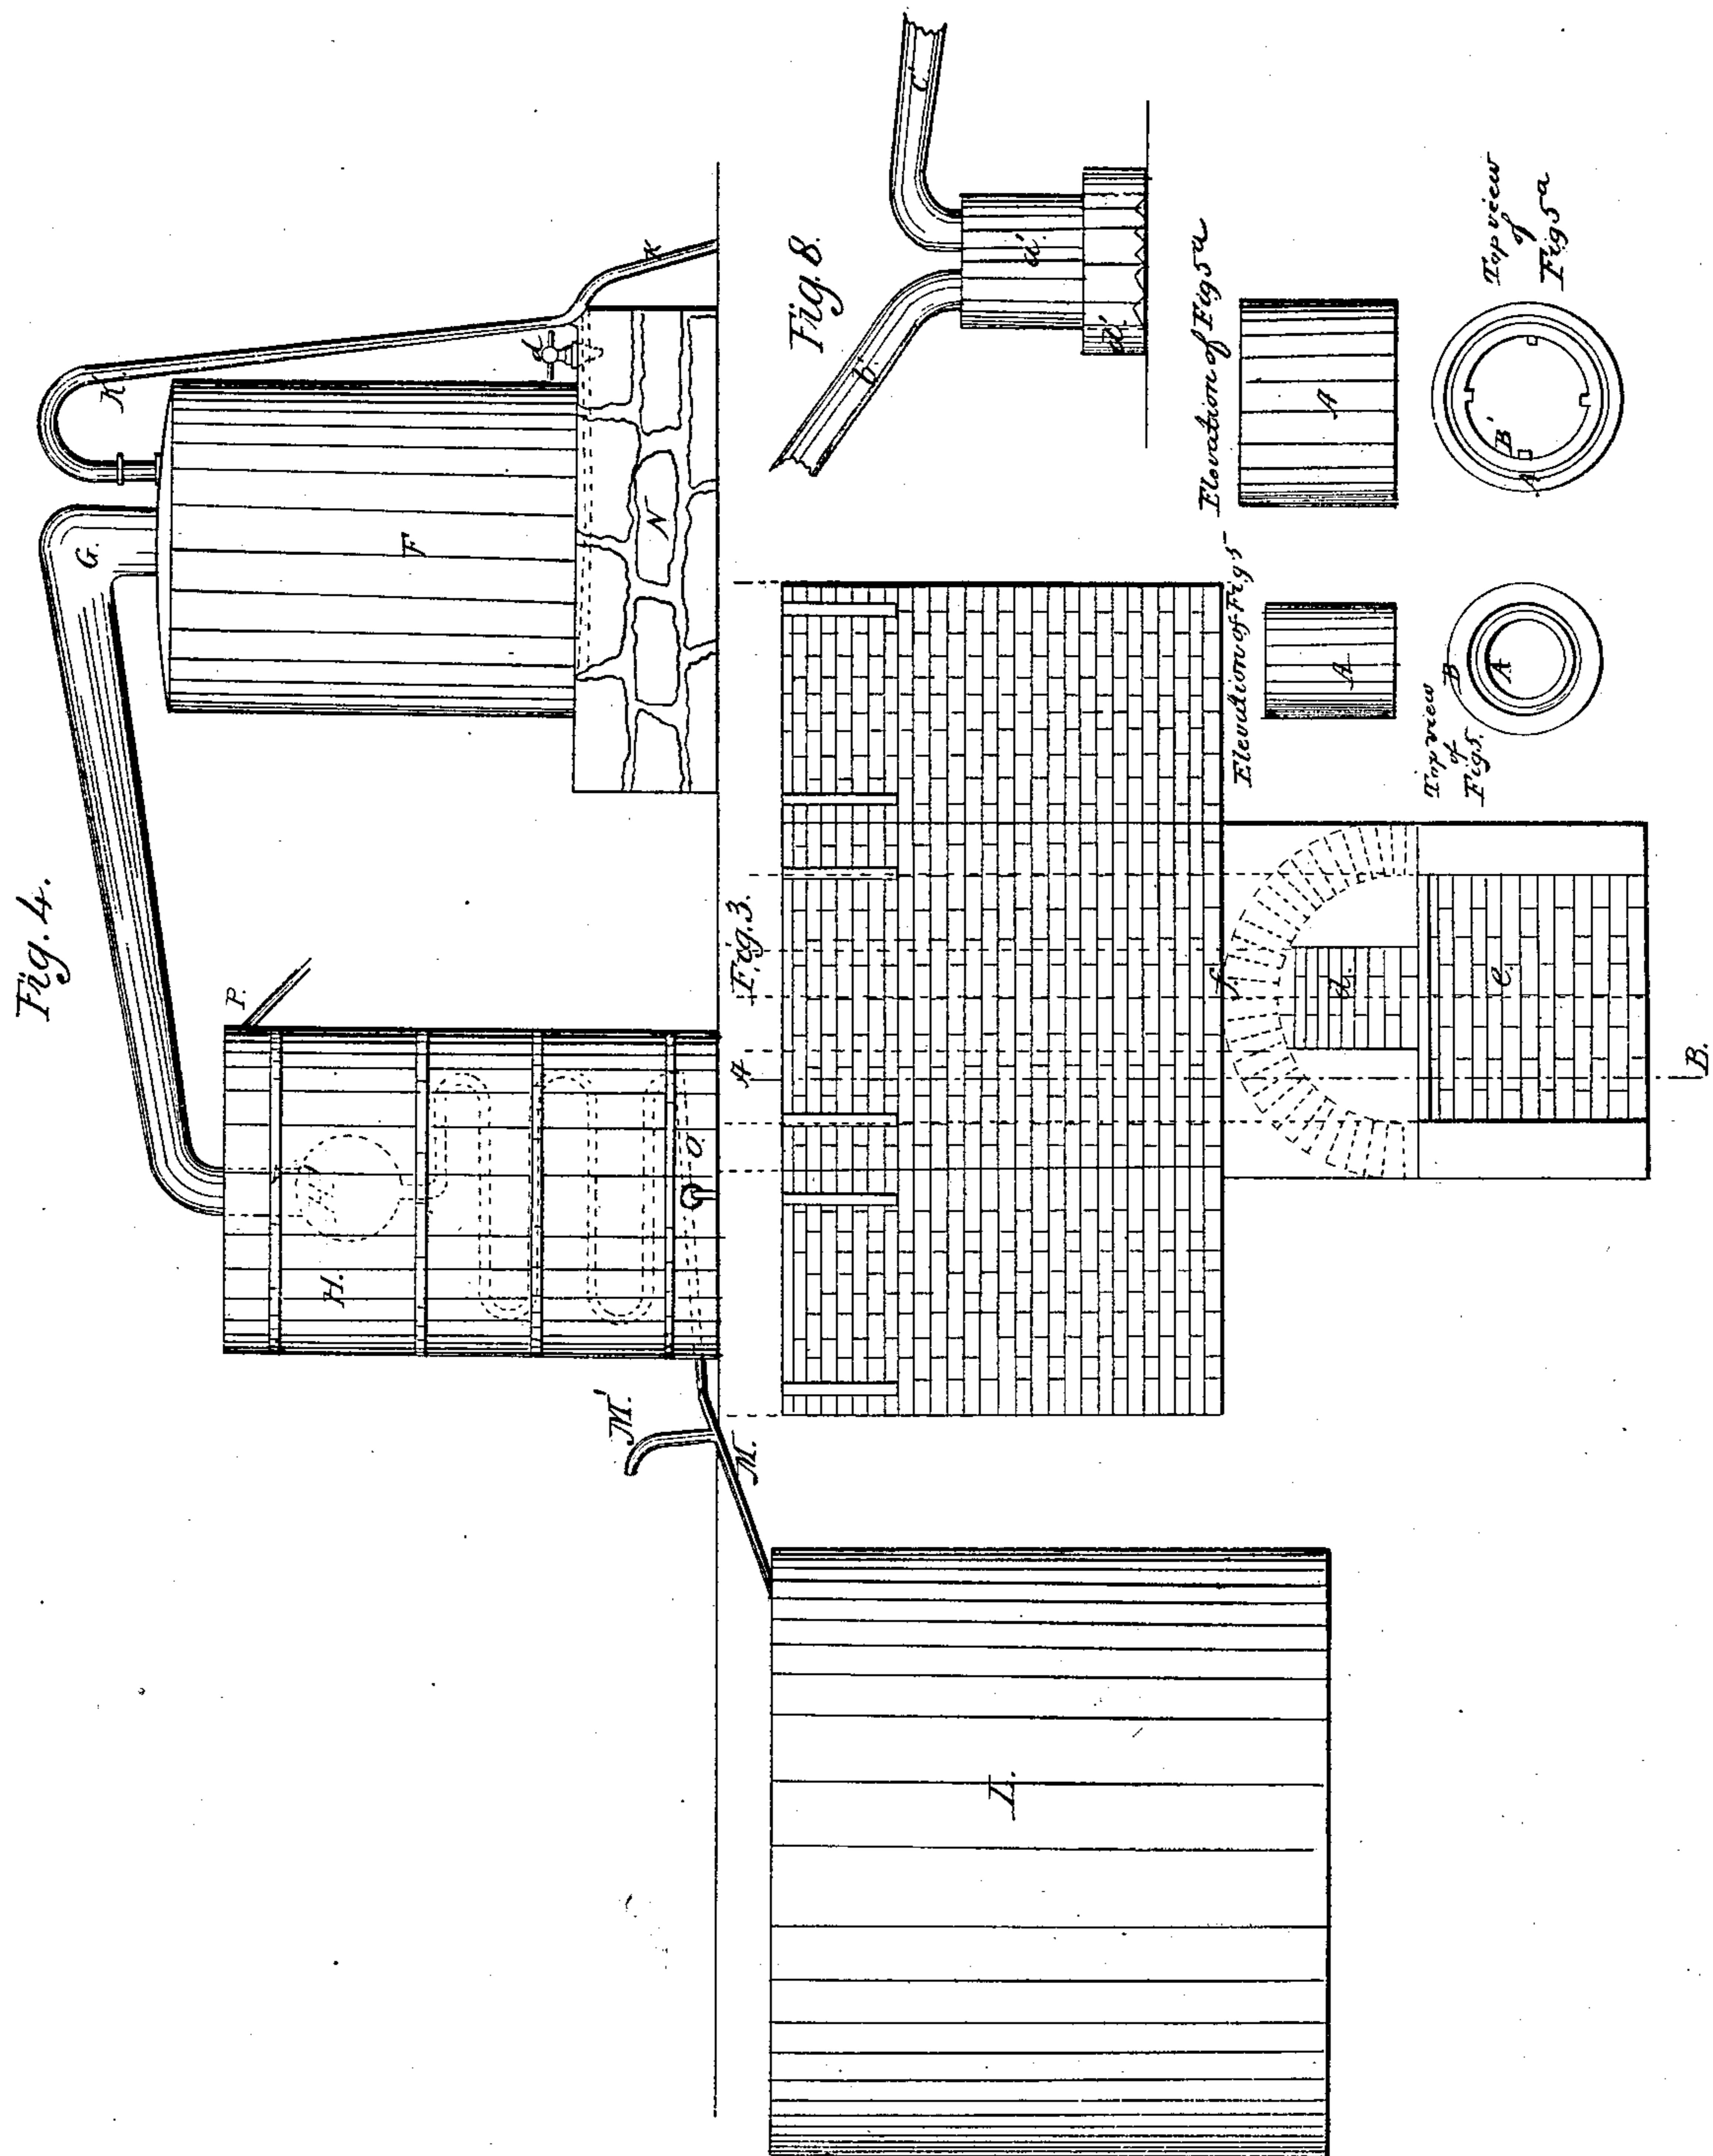 Fig. 4.
G.
K'
F
N
K
P.
H.
H'
O.
M'
M.
L.
Fig. 8.
b'
C'
a'
d'
Fig. 3.
A
f.
d.
e.
B.
Elevation of Fig 5
A
Top view
of
Fig 5.
B
A
Elevation of Fig 5a
A
Top view
of
Fig 5a
B'
A